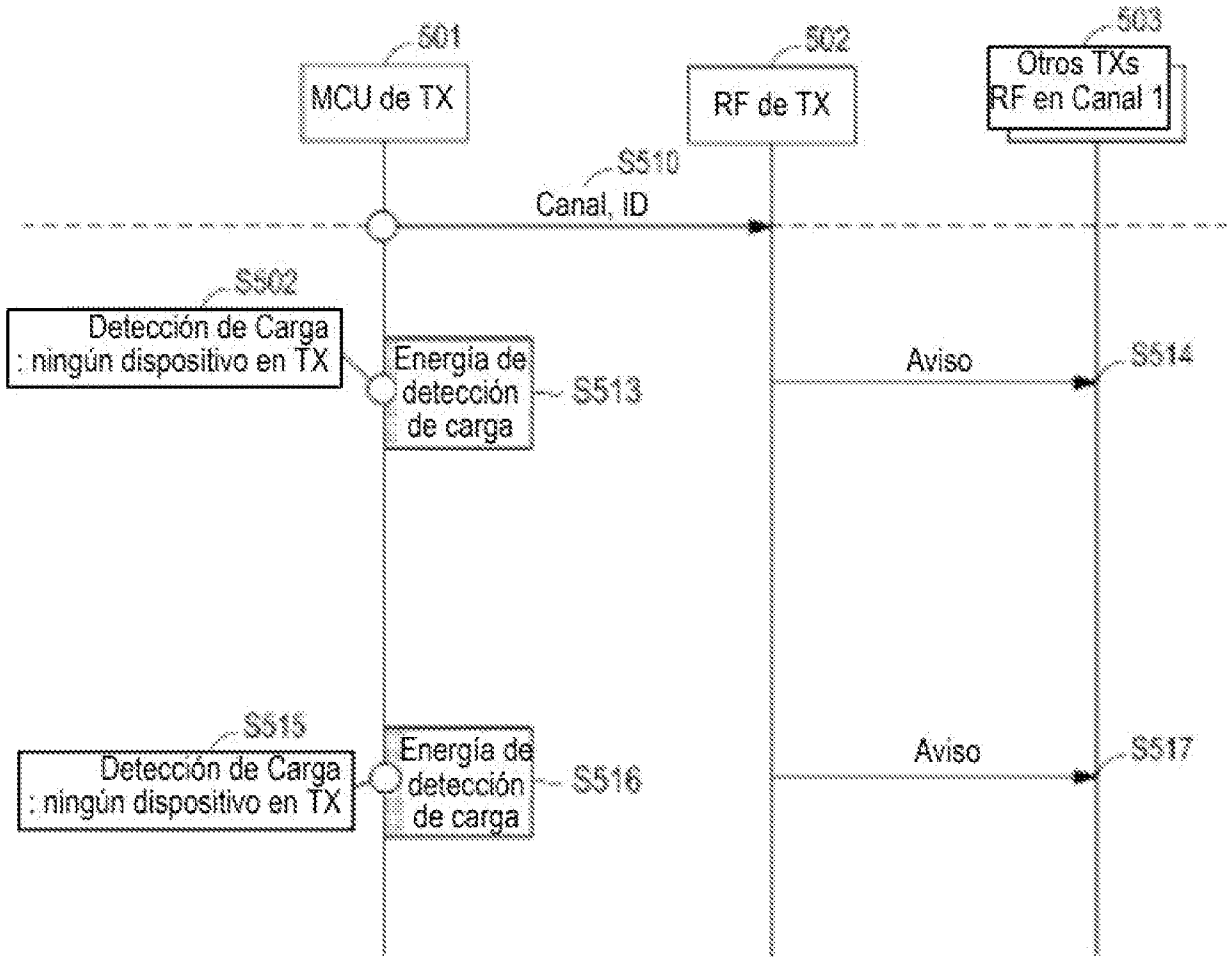 501
MCU de TX
502
RF de TX
503
Otros TXs
RF en Canal 1
S510
Canal, ID
S502
Detección de Carga
: ningún dispositivo en TX
Energía de
detección
de carga
S513
Aviso
S514
S515
Detección de Carga
: ningún dispositivo en TX
Energía de
detección
de carga
S516
Aviso
S517